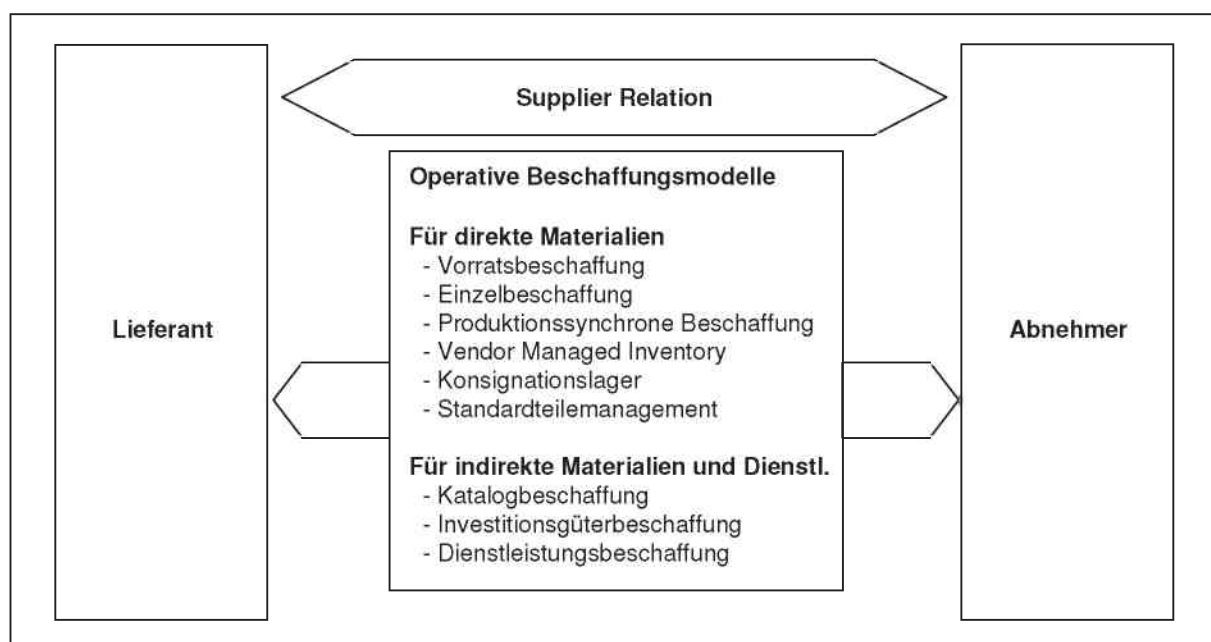 Supplier Relation
Operative Beschaffungsmodelle
Für direkte Materialien
- Vorratsbeschaffung
- Einzelbeschaffung
- Produktionssynchrone Beschaffung
- Vendor Managed Inventory
- Konsignationslager
- Standardteilemanagement
Für indirekte Materialien und Dienstl.
- Katalogbeschaffung
- Investitionsgüterbeschaffung
- Dienstleistungsbeschaffung
Lieferant
Abnehmer